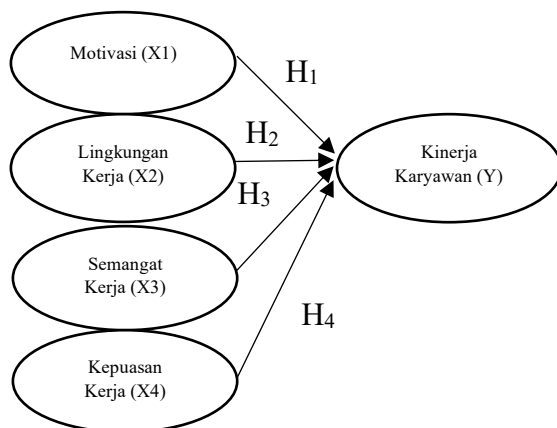 Motivasi (X1)
H1
Lingkungan
Kerja (X2)
H2
Kinerja
Karyawan (Y)
H3
Semangat
Kerja (X3)
H4
Kepuasan
Kerja (X4)